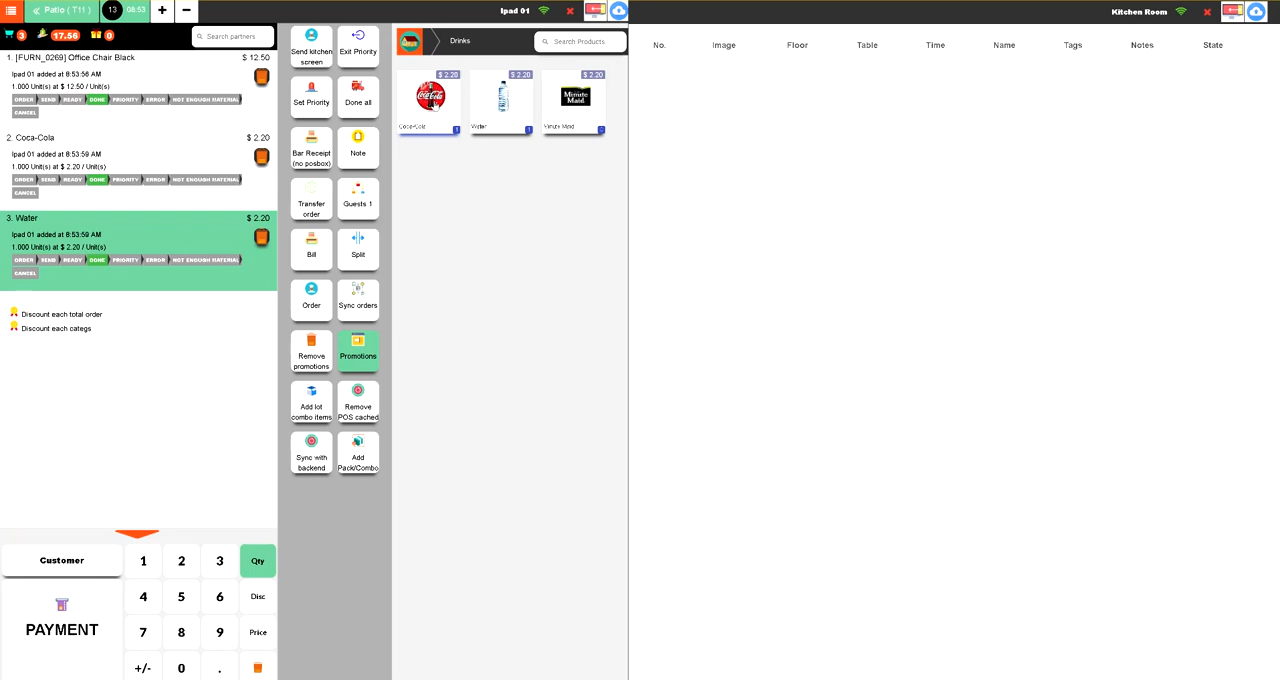 Patio ( T11 )
13
08:53
+
−
Ipad 01
Kitchen Room
3
17.56
0
Search partners
1. [FURN_0269] Office Chair Black
$ 12.50
Ipad 01 added at 8:53:56 AM
1.000 Unit(s) at $ 12.50 / Unit(s)
ORDER SEND READY DONE PRIORITY ERROR NOT ENOUGH MATERIAL
CANCEL
2. Coca-Cola
$ 2.20
Ipad 01 added at 8:53:59 AM
1.000 Unit(s) at $ 2.20 / Unit(s)
ORDER SEND READY DONE PRIORITY ERROR NOT ENOUGH MATERIAL
CANCEL
3. Water
$ 2.20
Ipad 01 added at 8:53:59 AM
1.000 Unit(s) at $ 2.20 / Unit(s)
ORDER SEND READY DONE PRIORITY ERROR NOT ENOUGH MATERIAL
CANCEL
Discount each total order
Discount each categs
Customer
PAYMENT
1
2
3
Qty
4
5
6
Disc
7
8
9
Price
+/-
0
.
Send kitchen
screen
Exit Priority
Set Priority
Done all
Bar Receipt
(no posbox)
Note
Transfer
order
Guests 1
Bill
Split
Order
Sync orders
Remove
promotions
Promotions
Add lot
combo items
Remove
POS cached
Sync with
backend
Add
Pack/Combo
Drinks
Search Products
$ 2.20
Coca-Cola
Coca-Cola
1
$ 2.20
Water
1
$ 2.20
Minute
Maid
Minute Maid
0
No.
Image
Floor
Table
Time
Name
Tags
Notes
State